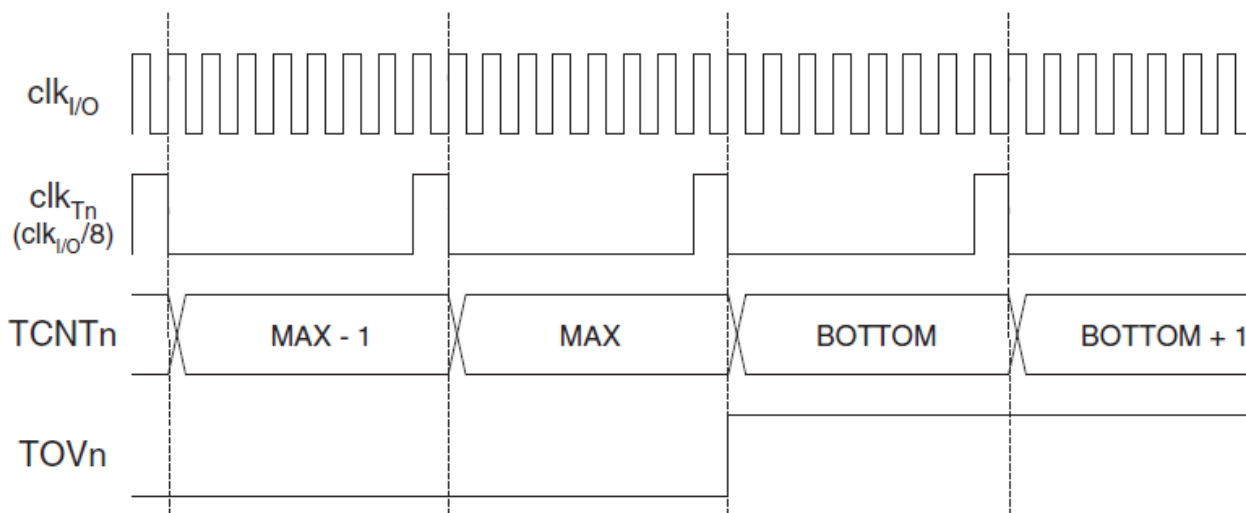 clkI/O
clkTn
(clkI/O/8)
TCNTn
MAX - 1
MAX
BOTTOM
BOTTOM + 1
TOVn